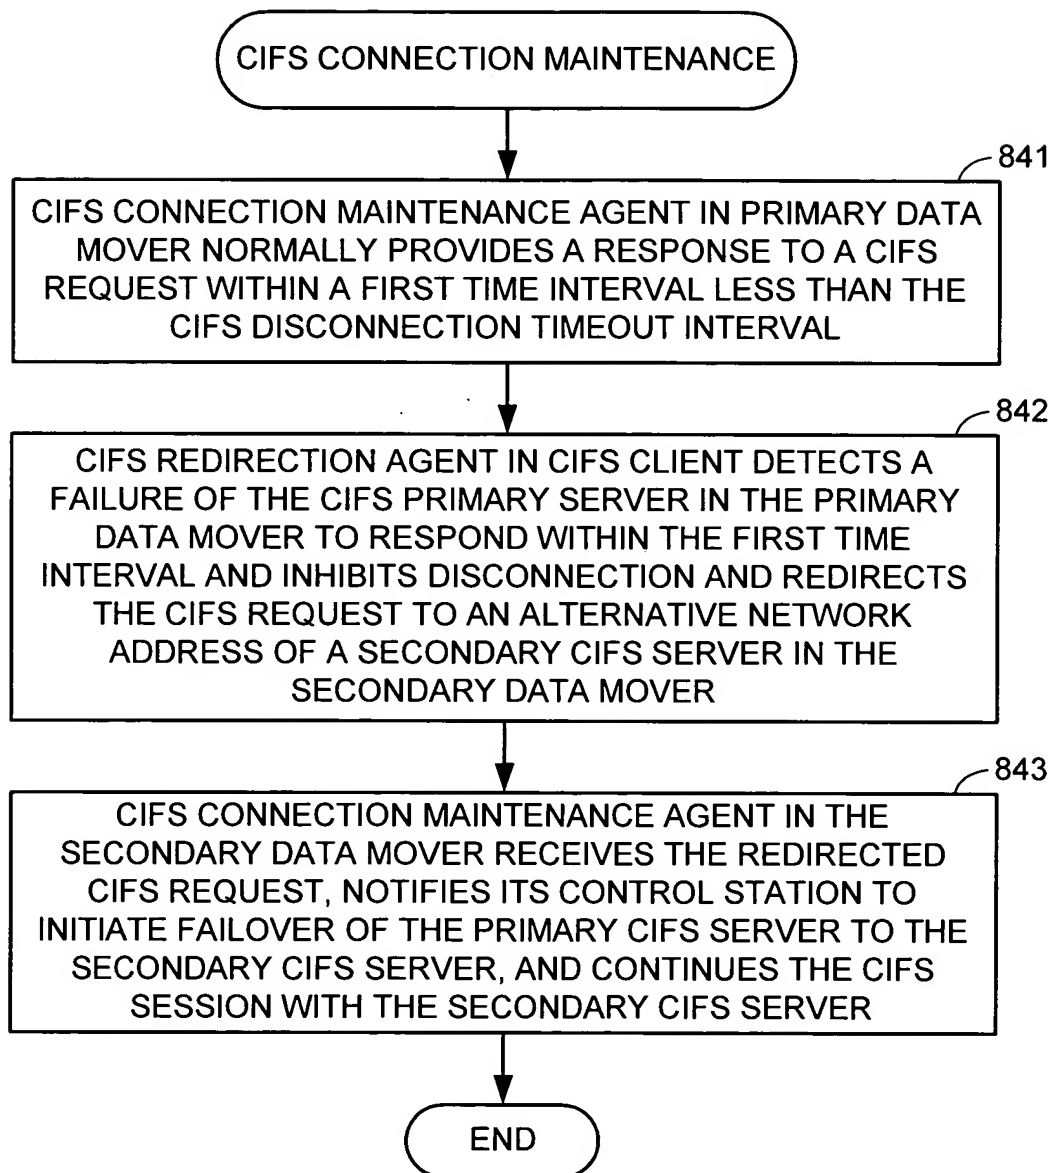 CIFS CONNECTION MAINTENANCE
841
CIFS CONNECTION MAINTENANCE AGENT IN PRIMARY DATA
MOVER NORMALLY PROVIDES A RESPONSE TO A CIFS
REQUEST WITHIN A FIRST TIME INTERVAL LESS THAN THE
CIFS DISCONNECTION TIMEOUT INTERVAL
842
CIFS REDIRECTION AGENT IN CIFS CLIENT DETECTS A
FAILURE OF THE CIFS PRIMARY SERVER IN THE PRIMARY
DATA MOVER TO RESPOND WITHIN THE FIRST TIME
INTERVAL AND INHIBITS DISCONNECTION AND REDIRECTS
THE CIFS REQUEST TO AN ALTERNATIVE NETWORK
ADDRESS OF A SECONDARY CIFS SERVER IN THE
SECONDARY DATA MOVER
843
CIFS CONNECTION MAINTENANCE AGENT IN THE
SECONDARY DATA MOVER RECEIVES THE REDIRECTED
CIFS REQUEST, NOTIFIES ITS CONTROL STATION TO
INITIATE FAILOVER OF THE PRIMARY CIFS SERVER TO THE
SECONDARY CIFS SERVER, AND CONTINUES THE CIFS
SESSION WITH THE SECONDARY CIFS SERVER
END